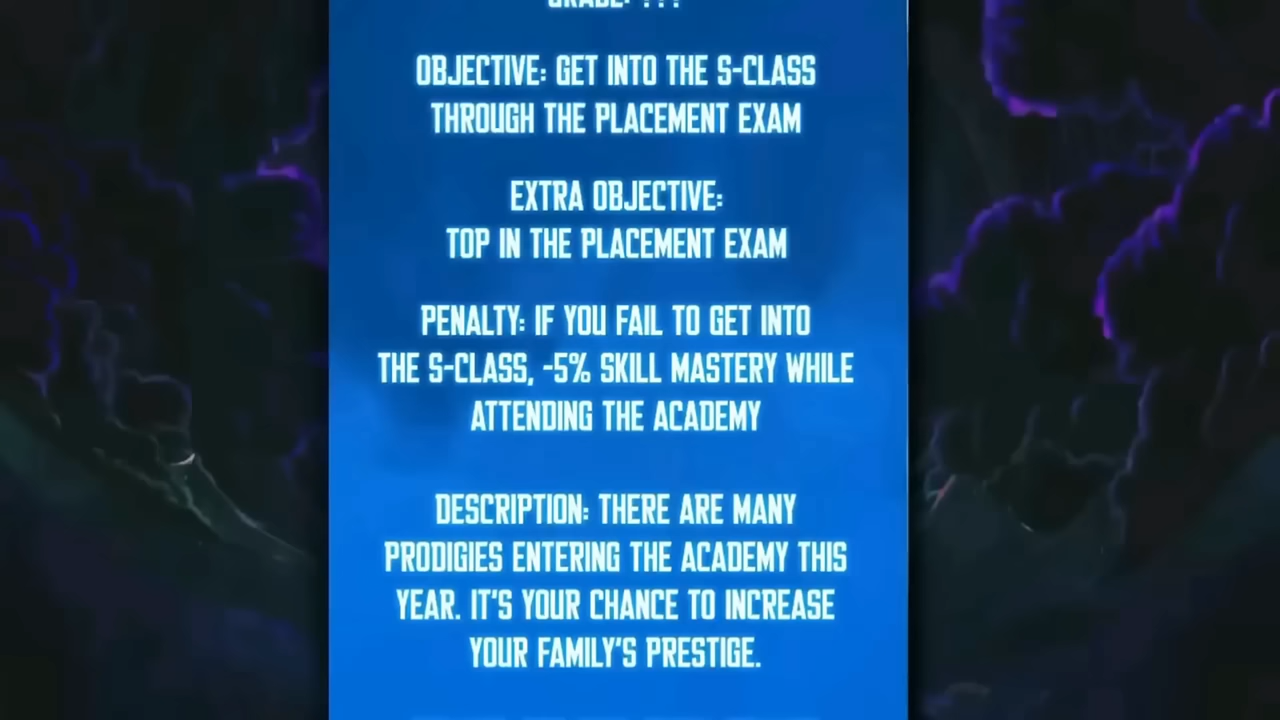 GRADE: ???
OBJECTIVE: GET INTO THE S-CLASS
THROUGH THE PLACEMENT EXAM
EXTRA OBJECTIVE:
TOP IN THE PLACEMENT EXAM
PENALTY: IF YOU FAIL TO GET INTO
THE S-CLASS, -5% SKILL MASTERY WHILE
ATTENDING THE ACADEMY
DESCRIPTION: THERE ARE MANY
PRODIGIES ENTERING THE ACADEMY THIS
YEAR. IT'S YOUR CHANCE TO INCREASE
YOUR FAMILY'S PRESTIGE.